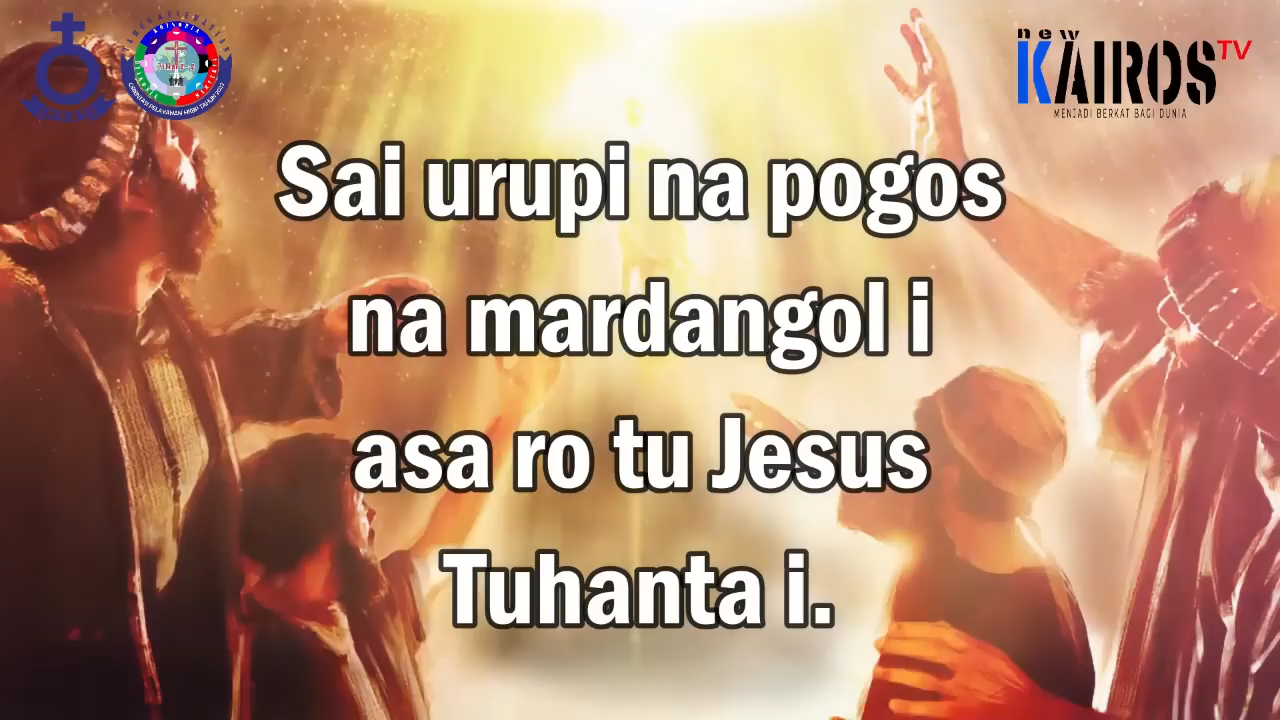 new
KAIROS TV
MENJADI BERKAT BAGI DUNIA
Sai urupi na pogos
na mardangol i
asa ro tu Jesus
Tuhanta i.